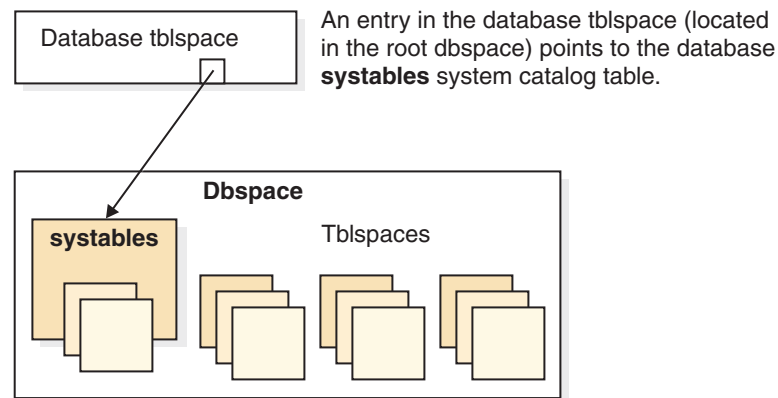 Database tblspace
An entry in the database tblspace (located
in the root dbspace) points to the database
systables system catalog table.
Dbspace
systables
Tblspaces